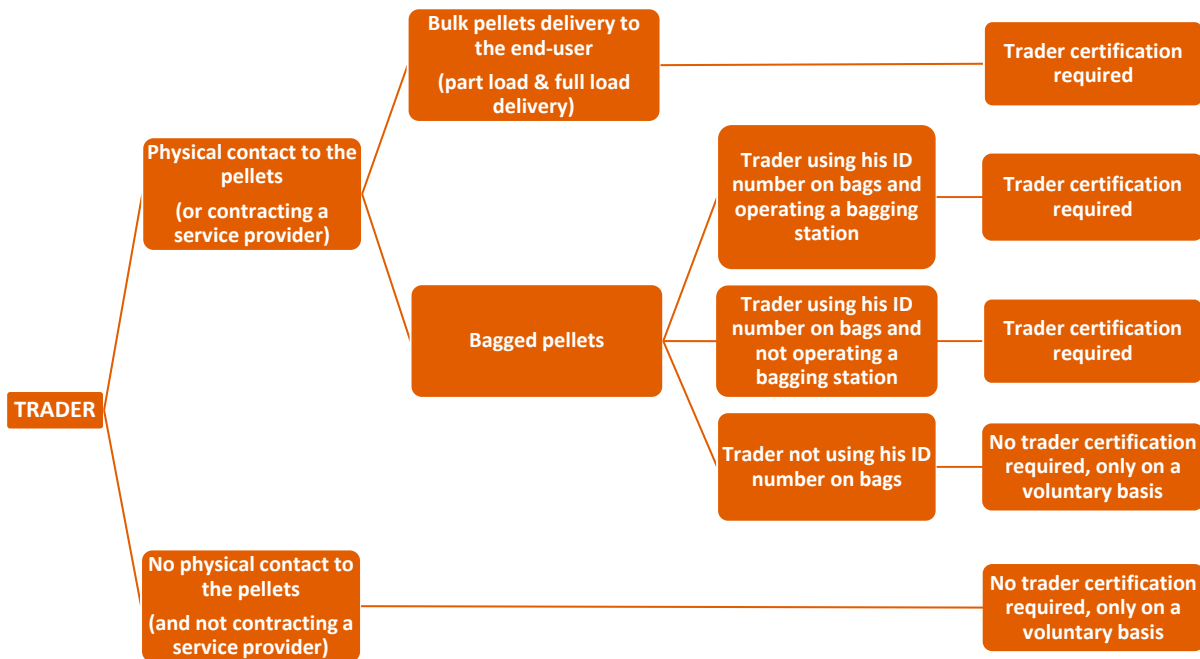 TRADER
Physical contact to the
pellets
(or contracting a
service provider)
Bulk pellets delivery to
the end-user
(part load & full load
delivery)
Trader certification
required
Bagged pellets
Trader using his ID
number on bags and
operating a bagging
station
Trader certification
required
Trader using his ID
number on bags and
not operating a
bagging station
Trader certification
required
Trader not using his ID
number on bags
No trader certification
required, only on a
voluntary basis
No physical contact to
the pellets
(and not contracting a
service provider)
No trader certification
required, only on a
voluntary basis